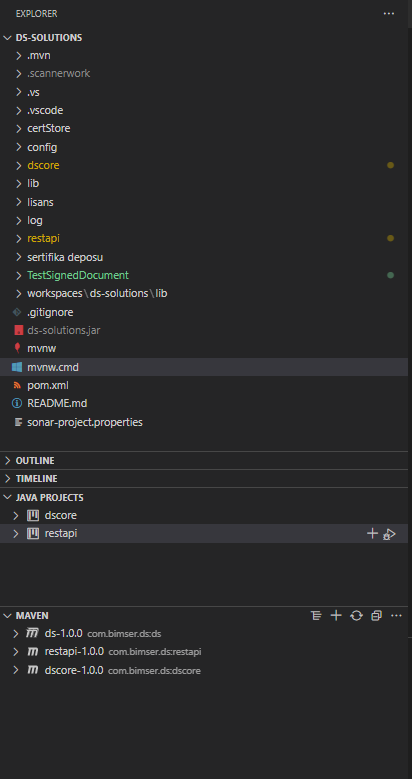 EXPLORER
DS-SOLUTIONS
.mvn
.scannerwork
.vs
.vscode
certStore
config
dscore
lib
lisans
log
restapi
sertifika deposu
TestSignedDocument
workspaces\ds-solutions\lib
.gitignore
ds-solutions.jar
mvnw
mvnw.cmd
pom.xml
README.md
sonar-project.properties
OUTLINE
TIMELINE
JAVA PROJECTS
dscore
restapi
MAVEN
ds-1.0.0 com.bimser.ds:ds
restapi-1.0.0 com.bimser.ds:restapi
dscore-1.0.0 com.bimser.ds:dscore